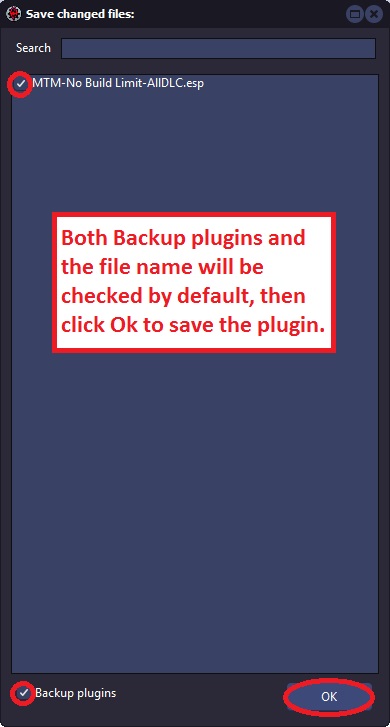 Save changed files:
Search
MTM-No Build Limit-AllDLC.esp
Both Backup plugins and
the file name will be
checked by default, then
click Ok to save the plugin.
Backup plugins
OK